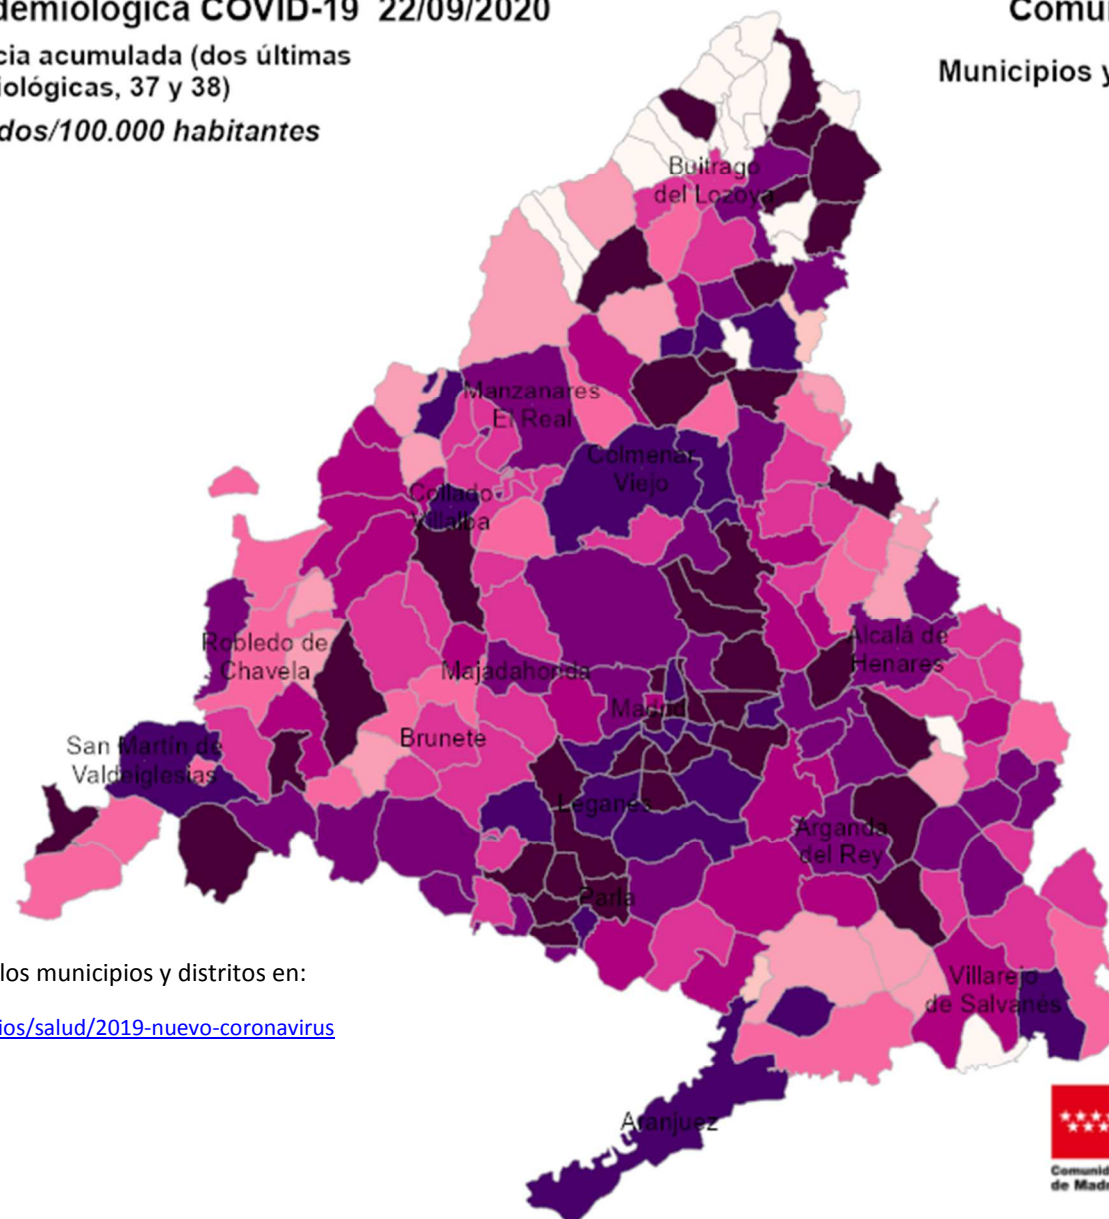 demiológica COVID-19 22/09/2020
Comu
cia acumulada (dos últimas
Municipios y
iológicas, 37 y 38)
dos/100.000 habitantes
Buitrago
del Lozoya
Manzanares
El Real
Colmenar
Viejo
Collado
Villalba
Robledo de
Chavela
Majadahonda
Alcalá de
Henares
Madrid
Brunete
San Martín de
Valdeiglesias
Leganés
Arganda
del Rey
Parla
los municipios y distritos en:
Villarejo
de Salvanés
ios/salud/2019-nuevo-coronavirus
Aranjuez
Comunid
de Madr